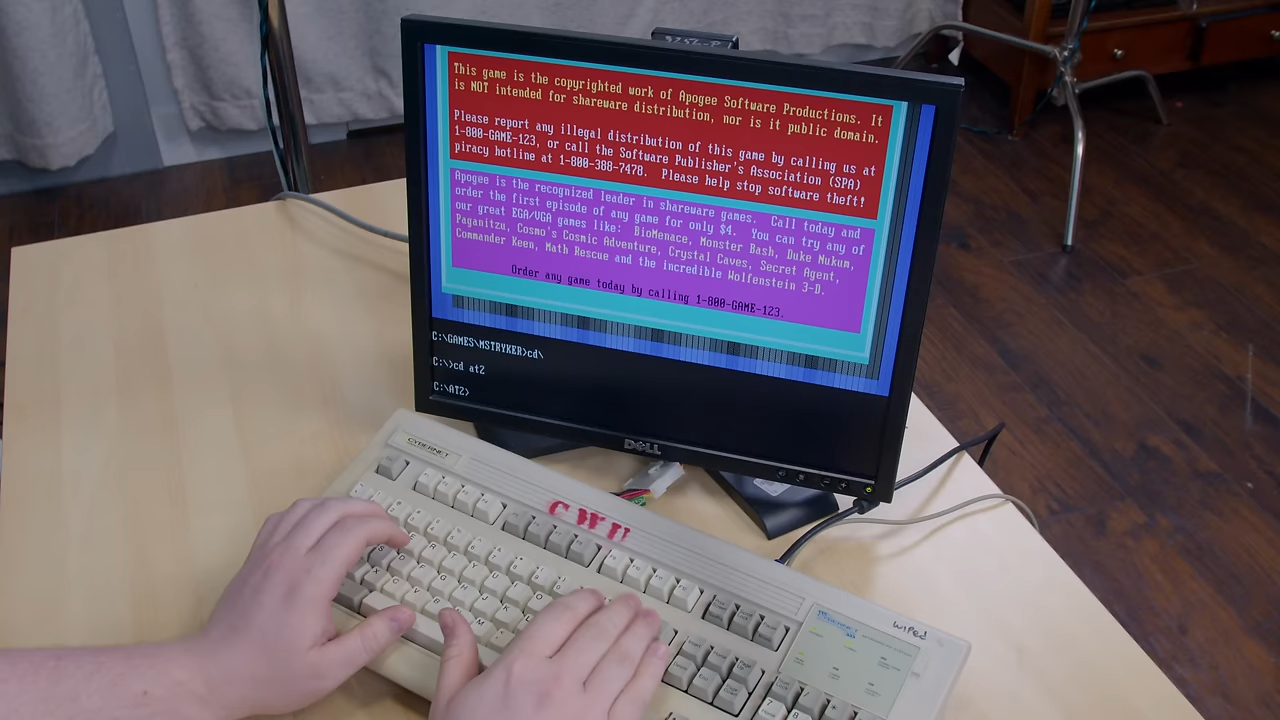 This game is the copyrighted work of Apogee Software Productions. It
is NOT intended for shareware distribution, nor is it public domain.
Please report any illegal distribution of this game by calling us at
1-800-GAME-123, or call the Software Publisher's Association (SPA)
piracy hotline at 1-800-388-7478. Please help stop software theft!
Apogee is the recognized leader in shareware games. Call today and
order the first episode of any game for only $4. You can try any of
our great EGA/VGA games like: BioMenace, Monster Bash, Duke Nukum,
Paganitzu, Cosmo's Cosmic Adventure, Crystal Caves, Secret Agent,
Commander Keen, Math Rescue and the incredible Wolfenstein 3-D.
Order any game today by calling 1-800-GAME-123.
C:\GAMES\MSTRYKER>cd\
C:\>cd at2
C:\AT2>
DELL
CYBERNET
CWU
WIPED